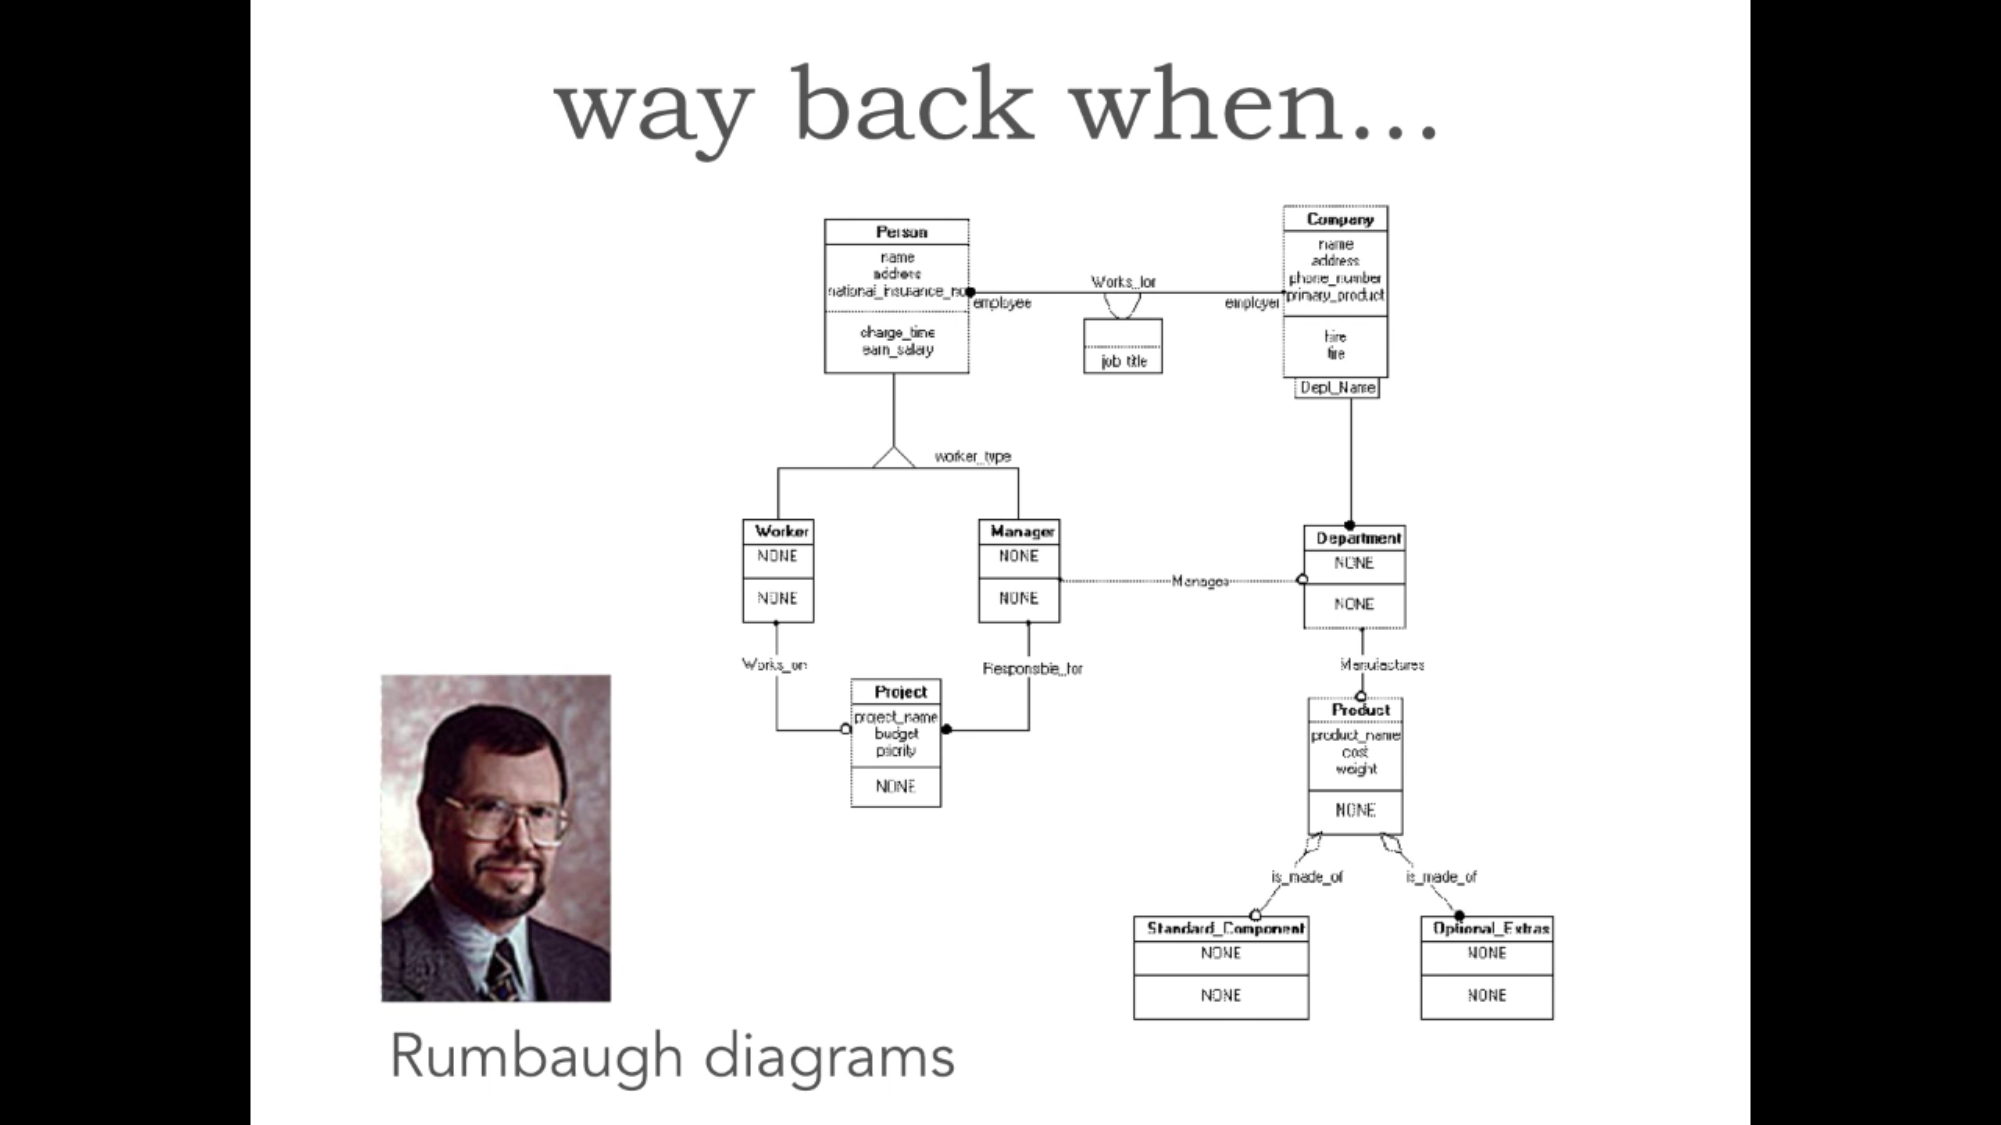 way back when...
Person
name
address
national_insurance_no
charge_time
earn_salary
Works_for
employee
employer
job title
Company
name
address
phone_number
primary_product
hire
fire
Dept_Name
worker_type
Worker
NONE
NONE
Manager
NONE
NONE
Manages
Department
NONE
NONE
Works_on
Responsble_for
Manufactures
Project
project_name
budget
priority
NONE
Product
product_name
cost
weight
NONE
is_made_of
is_made_of
Standard_Component
NONE
NONE
Optional_Extras
NONE
NONE
Rumbaugh diagrams